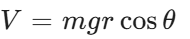 V = mgr cos θ